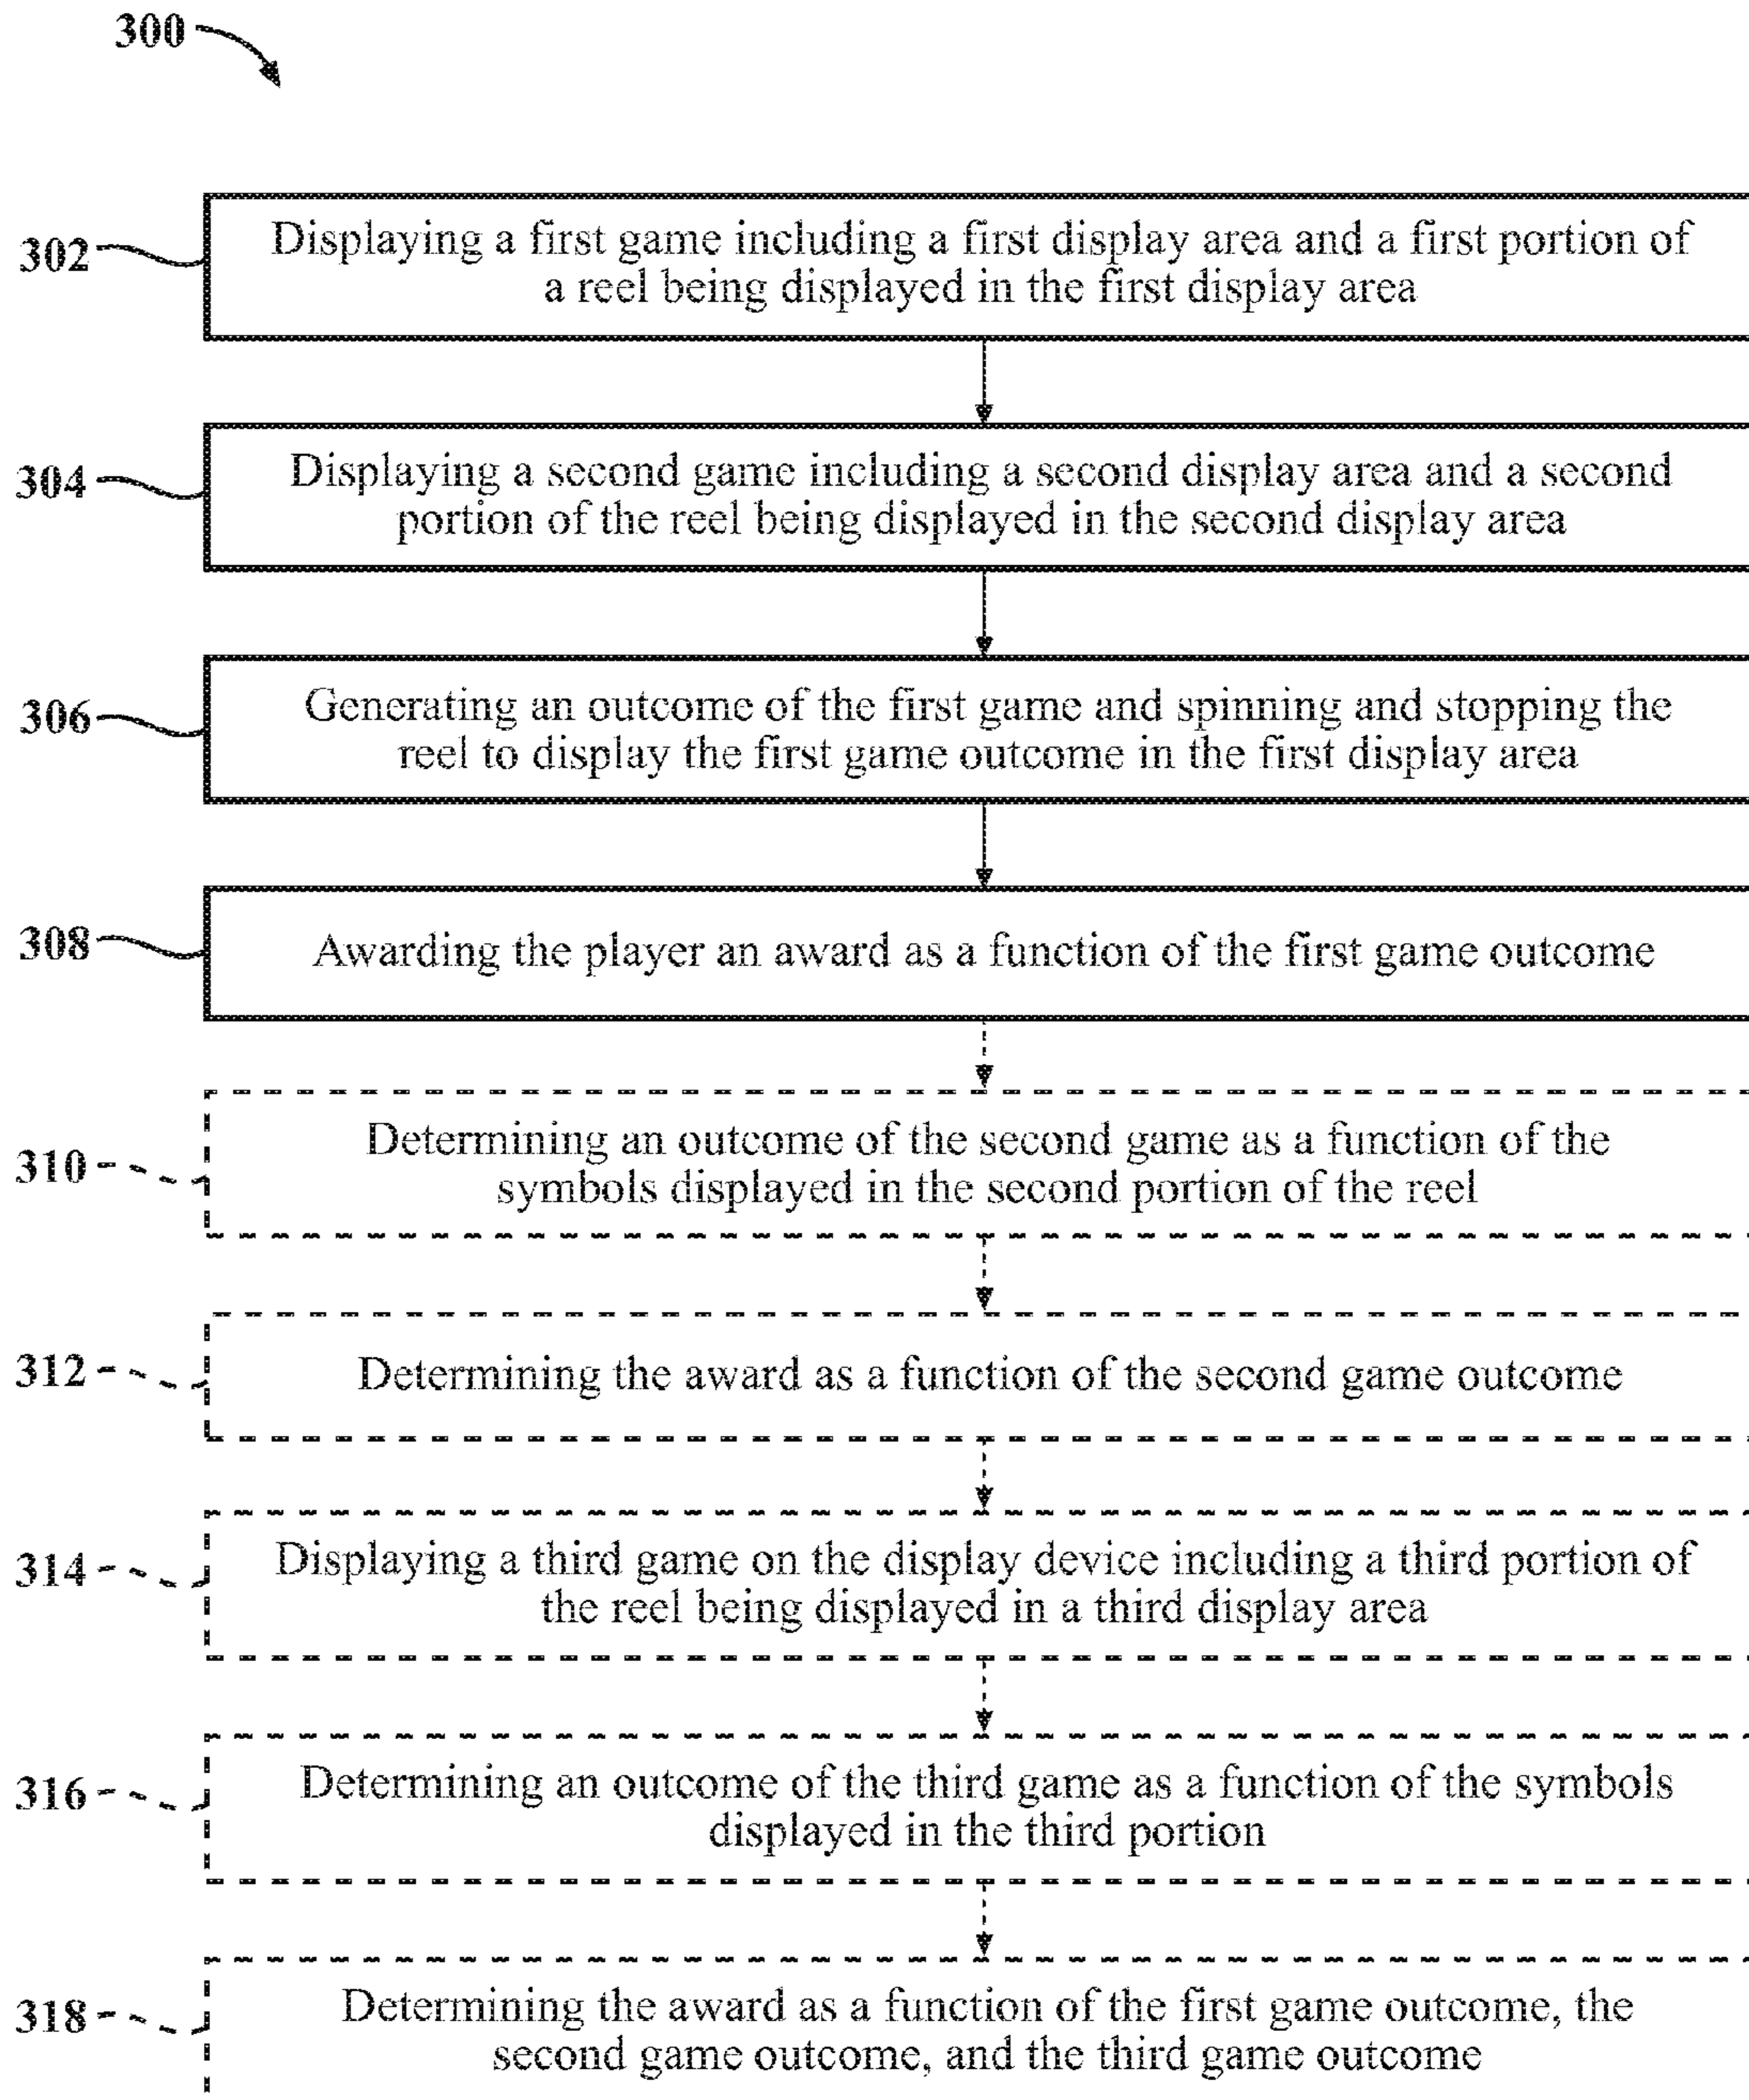 300
302
Displaying a first game including a first display area and a first portion of
a reel being displayed in the first display area
304
Displaying a second game including a second display area and a second
portion of the reel being displayed in the second display area
306
Generating an outcome of the first game and spinning and stopping the
reel to display the first game outcome in the first display area
308
Awarding the player an award as a function of the first game outcome
310
Determining an outcome of the second game as a function of the
symbols displayed in the second portion of the reel
312
Determining the award as a function of the second game outcome
314
Displaying a third game on the display device including a third portion of
the reel being displayed in a third display area
316
Determining an outcome of the third game as a function of the symbols
displayed in the third portion
318
Determining the award as a function of the first game outcome, the
second game outcome, and the third game outcome